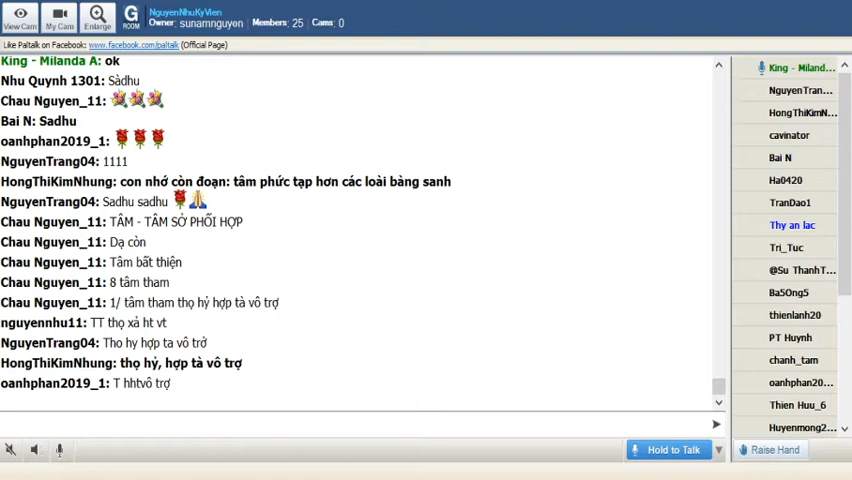 View Cam
My Cam
Enlarge
G
ROOM
NguyenNhuKyVien
Owner: sunamnguyen Members: 25 Cams: 0
Like Paltalk on Facebook: www.facebook.com/paltalk (Official Page)
King - Milanda A: ok
Nhu Quynh 1301: Sàdhu
Chau Nguyen_11:
Bai N: Sadhu
oanhphan2019_1:
NguyenTrang04: 1111
HongThiKimNhung: con nhớ còn đoạn: tâm phức tạp hơn các loài bàng sanh
NguyenTrang04: Sadhu sadhu
Chau Nguyen_11: TÂM - TÂM SỞ PHỐI HỢP
Chau Nguyen_11: Dạ còn
Chau Nguyen_11: Tâm bất thiện
Chau Nguyen_11: 8 tâm tham
Chau Nguyen_11: 1/ tâm tham thọ hỷ hợp tà vô trợ
nguyennhu11: TT thọ xả ht vt
NguyenTrang04: Tho hy hợp ta vô trở
HongThiKimNhung: thọ hỷ, hợp tà vô trợ
oanhphan2019_1: T hhtvô trợ
King - Miland...
NguyenTran...
HongThiKimN...
cavinator
Bai N
Ha0420
TranDao1
Thy an lac
Tri_Tuc
@Su ThanhT...
Ba5Ong5
thienlanh20
PT Huynh
chanh_tam
oanhphan20...
Thien Huu_6
Huyenmong2...
Hold to Talk
Raise Hand